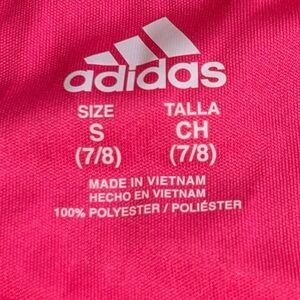 adidas
SIZE TALLA
S CH
(7/8) (7/8)
MADE IN VIETNAM
HECHO EN VIETNAM
100% POLYESTER / POLIÉSTER